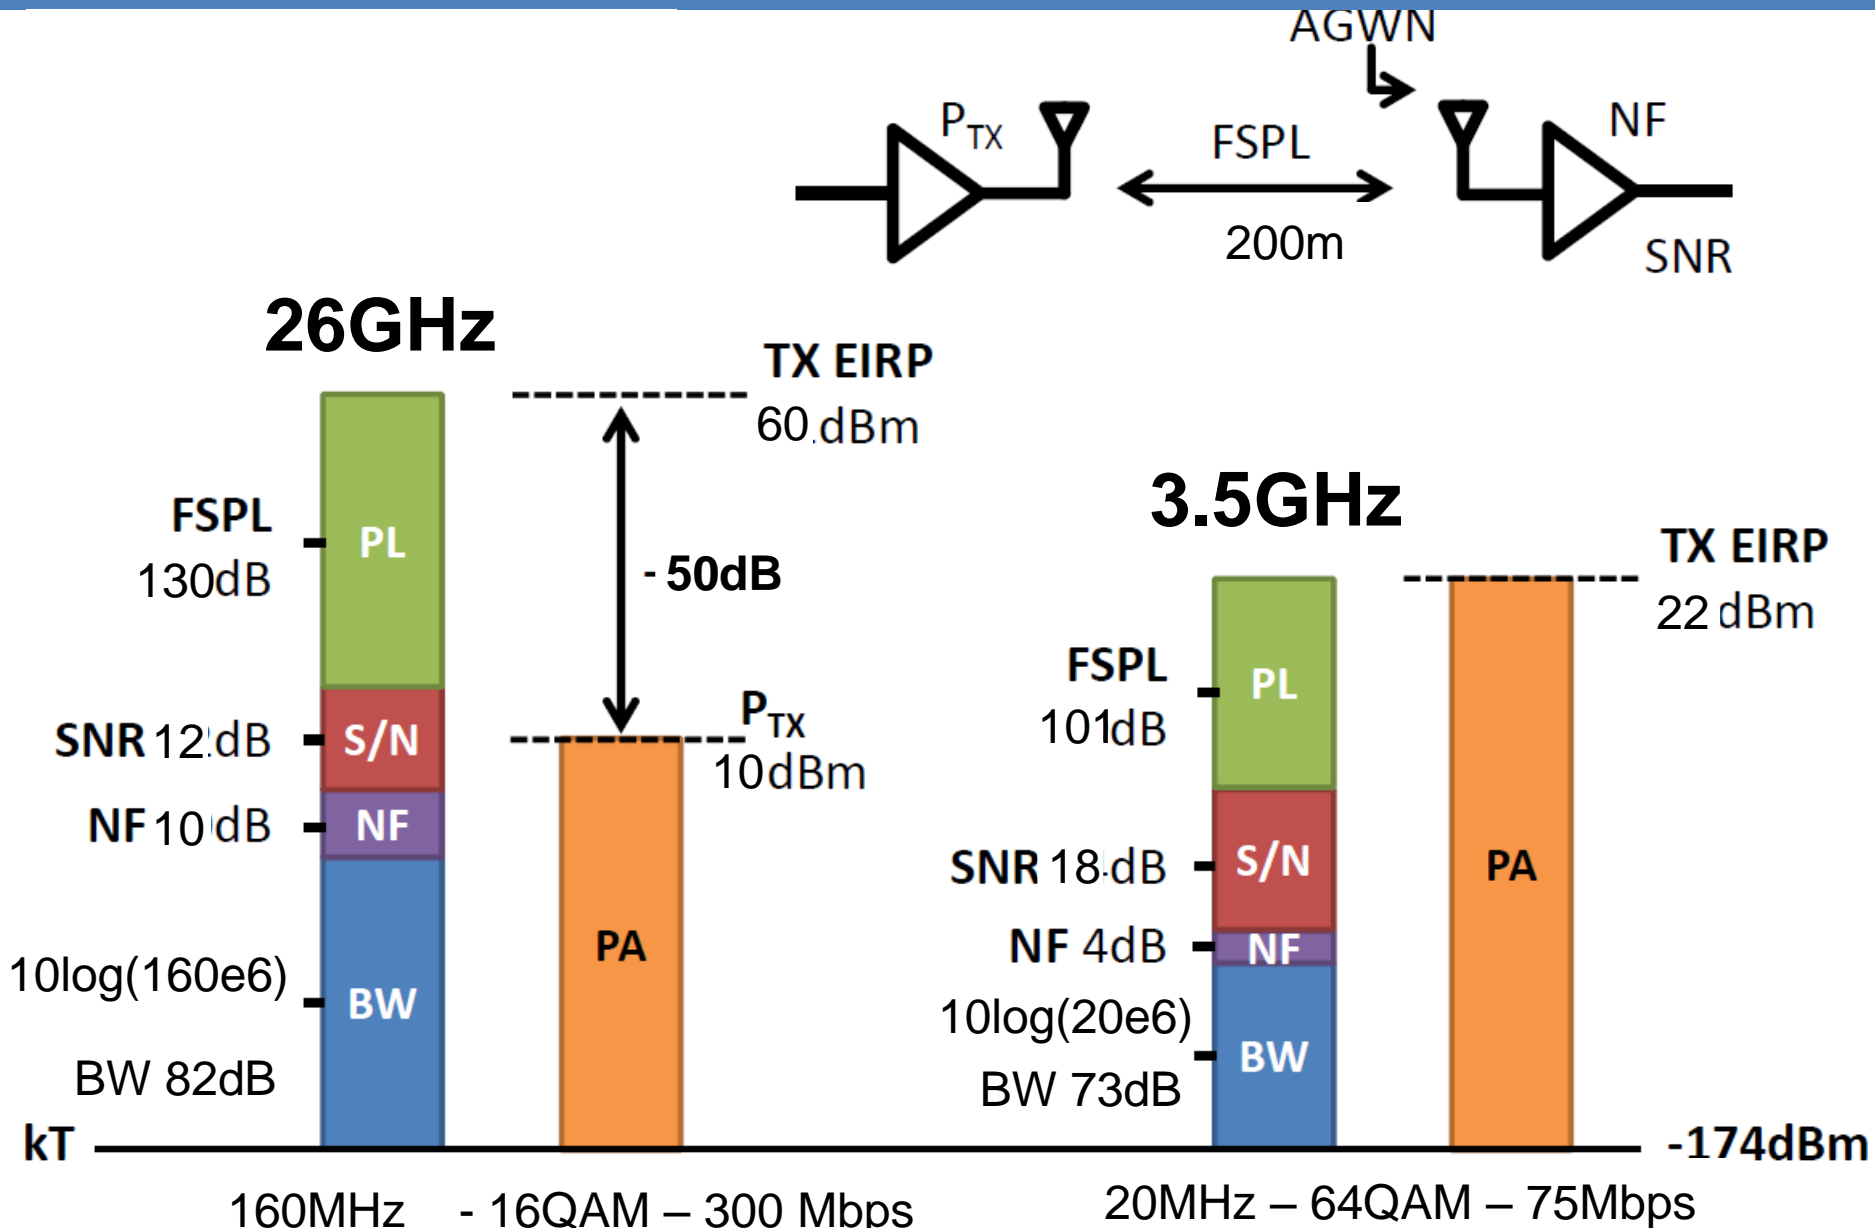 AGWN
PTX
FSPL
200m
NF
SNR
26GHz
TX EIRP
60 dBm
FSPL
130dB
PL
- 50dB
SNR 12 dB
S/N
PTX
10dBm
NF 10 dB
NF
PA
10log(160e6)
BW
BW 82dB
kT
160MHz - 16QAM – 300 Mbps
3.5GHz
TX EIRP
22 dBm
FSPL
101dB
PL
SNR 18 dB
S/N
PA
NF 4dB
NF
10log(20e6)
BW
BW 73dB
-174dBm
20MHz – 64QAM – 75Mbps